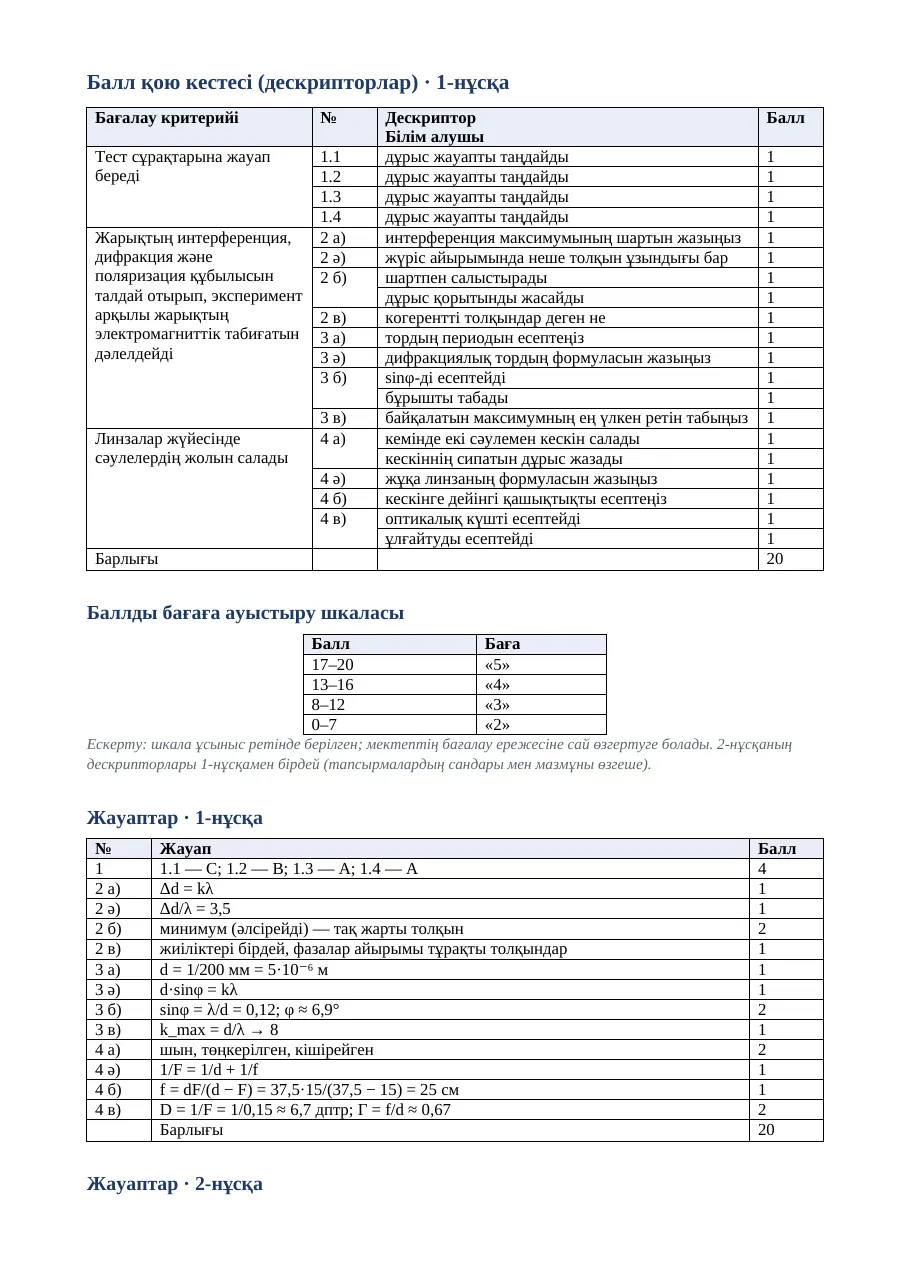 Балл қою кестесі (дескрипторлар) · 1-нұсқа
Бағалау критерийі № Дескриптор Балл
Білім алушы
Тест сұрақтарына жауап 1.1 дұрыс жауапты таңдайды 1
береді 1.2 дұрыс жауапты таңдайды 1
1.3 дұрыс жауапты таңдайды 1
1.4 дұрыс жауапты таңдайды 1
Жарықтың интерференция, 2 а) интерференция максимумының шартын жазыңыз 1
дифракция және 2 ә) жүріс айырымында неше толқын ұзындығы бар 1
поляризация құбылысын 2 б) шартпен салыстырады 1
талдай отырып, эксперимент дұрыс қорытынды жасайды 1
арқылы жарықтың 2 в) когерентті толқындар деген не 1
электромагниттік табиғатын 3 а) тордың периодын есептеңіз 1
дәлелдейді 3 ә) дифракциялық тордың формуласын жазыңыз 1
3 б) sinφ-ді есептейді 1
бұрышты табады 1
3 в) байқалатын максимумның ең үлкен ретін табыңыз 1
Линзалар жүйесінде 4 а) кемінде екі сәулемен кескін салады 1
сәулелердің жолын салады кескіннің сипатын дұрыс жазады 1
4 ә) жұқа линзаның формуласын жазыңыз 1
4 б) кескінге дейінгі қашықтықты есептеңіз 1
4 в) оптикалық күшті есептейді 1
ұлғайтуды есептейді 1
Барлығы 20
Баллды бағаға ауыстыру шкаласы
Балл Баға
17–20 «5»
13–16 «4»
8–12 «3»
0–7 «2»
Ескерту: шкала ұсыныс ретінде берілген; мектептің бағалау ережесіне сай өзгертуге болады. 2-нұсқаның
дескрипторлары 1-нұсқамен бірдей (тапсырмалардың сандары мен мазмұны өзгеше).
Жауаптар · 1-нұсқа
№ Жауап Балл
1 1.1 — C; 1.2 — B; 1.3 — A; 1.4 — A 4
2 а) Δd = kλ 1
2 ә) Δd/λ = 3,5 1
2 б) минимум (әлсірейді) — тақ жарты толқын 2
2 в) жиіліктері бірдей, фазалар айырымы тұрақты толқындар 1
3 а) d = 1/200 мм = 5·10⁻⁶ м 1
3 ә) d·sinφ = kλ 1
3 б) sinφ = λ/d = 0,12; φ ≈ 6,9° 2
3 в) k_max = d/λ → 8 1
4 а) шын, төңкерілген, кішірейген 2
4 ә) 1/F = 1/d + 1/f 1
4 б) f = dF/(d − F) = 37,5·15/(37,5 − 15) = 25 см 1
4 в) D = 1/F = 1/0,15 ≈ 6,7 дптр; Γ = f/d ≈ 0,67 2
Барлығы 20
Жауаптар · 2-нұсқа